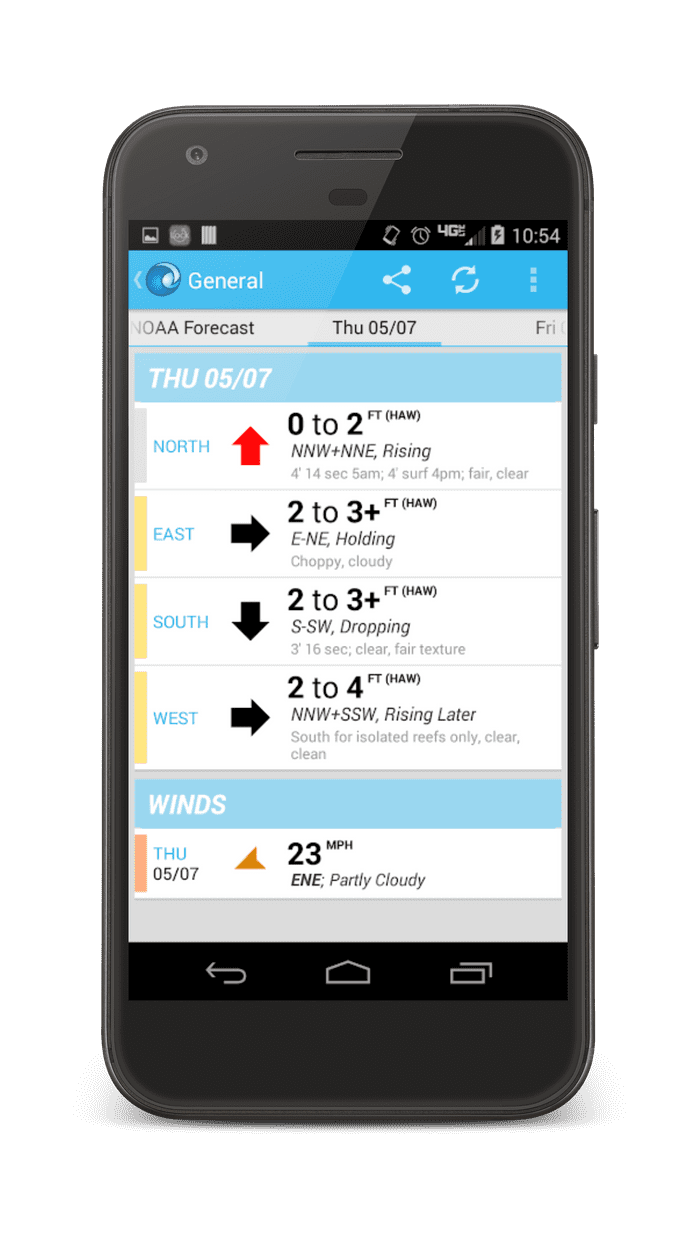 4G
10:54
General
NOAA Forecast
Thu 05/07
Fri
THU 05/07
NORTH
0 to 2 FT (HAW)
NNW+NNE, Rising
4' 14 sec 5am; 4' surf 4pm; fair, clear
EAST
2 to 3+ FT (HAW)
E-NE, Holding
Choppy, cloudy
SOUTH
2 to 3+ FT (HAW)
S-SW, Dropping
3' 16 sec; clear, fair texture
WEST
2 to 4 FT (HAW)
NNW+SSW, Rising Later
South for isolated reefs only, clear,
clean
WINDS
THU
05/07
23 MPH
ENE; Partly Cloudy